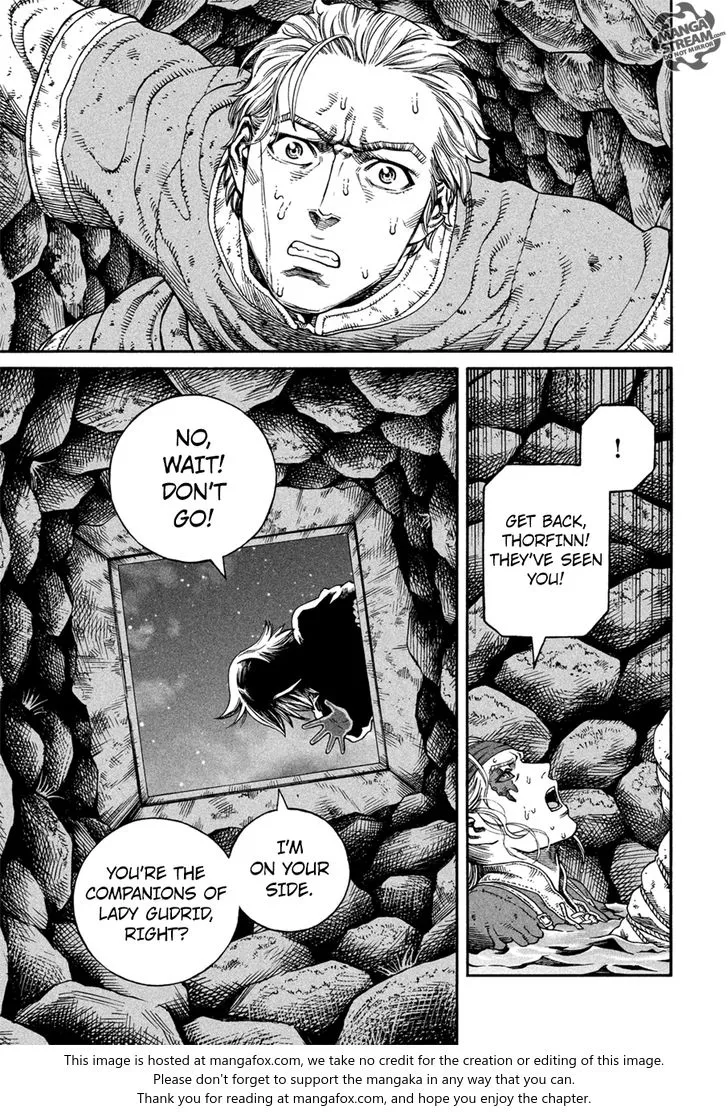 MANGA
STREAM.com
DO NOT MIRROR
!
GET BACK,
THORFINN!
THEY'VE SEEN
YOU!
NO,
WAIT!
DON'T
GO!
I'M
ON YOUR
SIDE.
YOU'RE THE
COMPANIONS OF
LADY GUDRID,
RIGHT?
This image is hosted at mangafox.com, we take no credit for the creation or editing of this image.
Please don't forget to support the mangaka in any way that you can.
Thank you for reading at mangafox.com, and hope you enjoy the chapter.